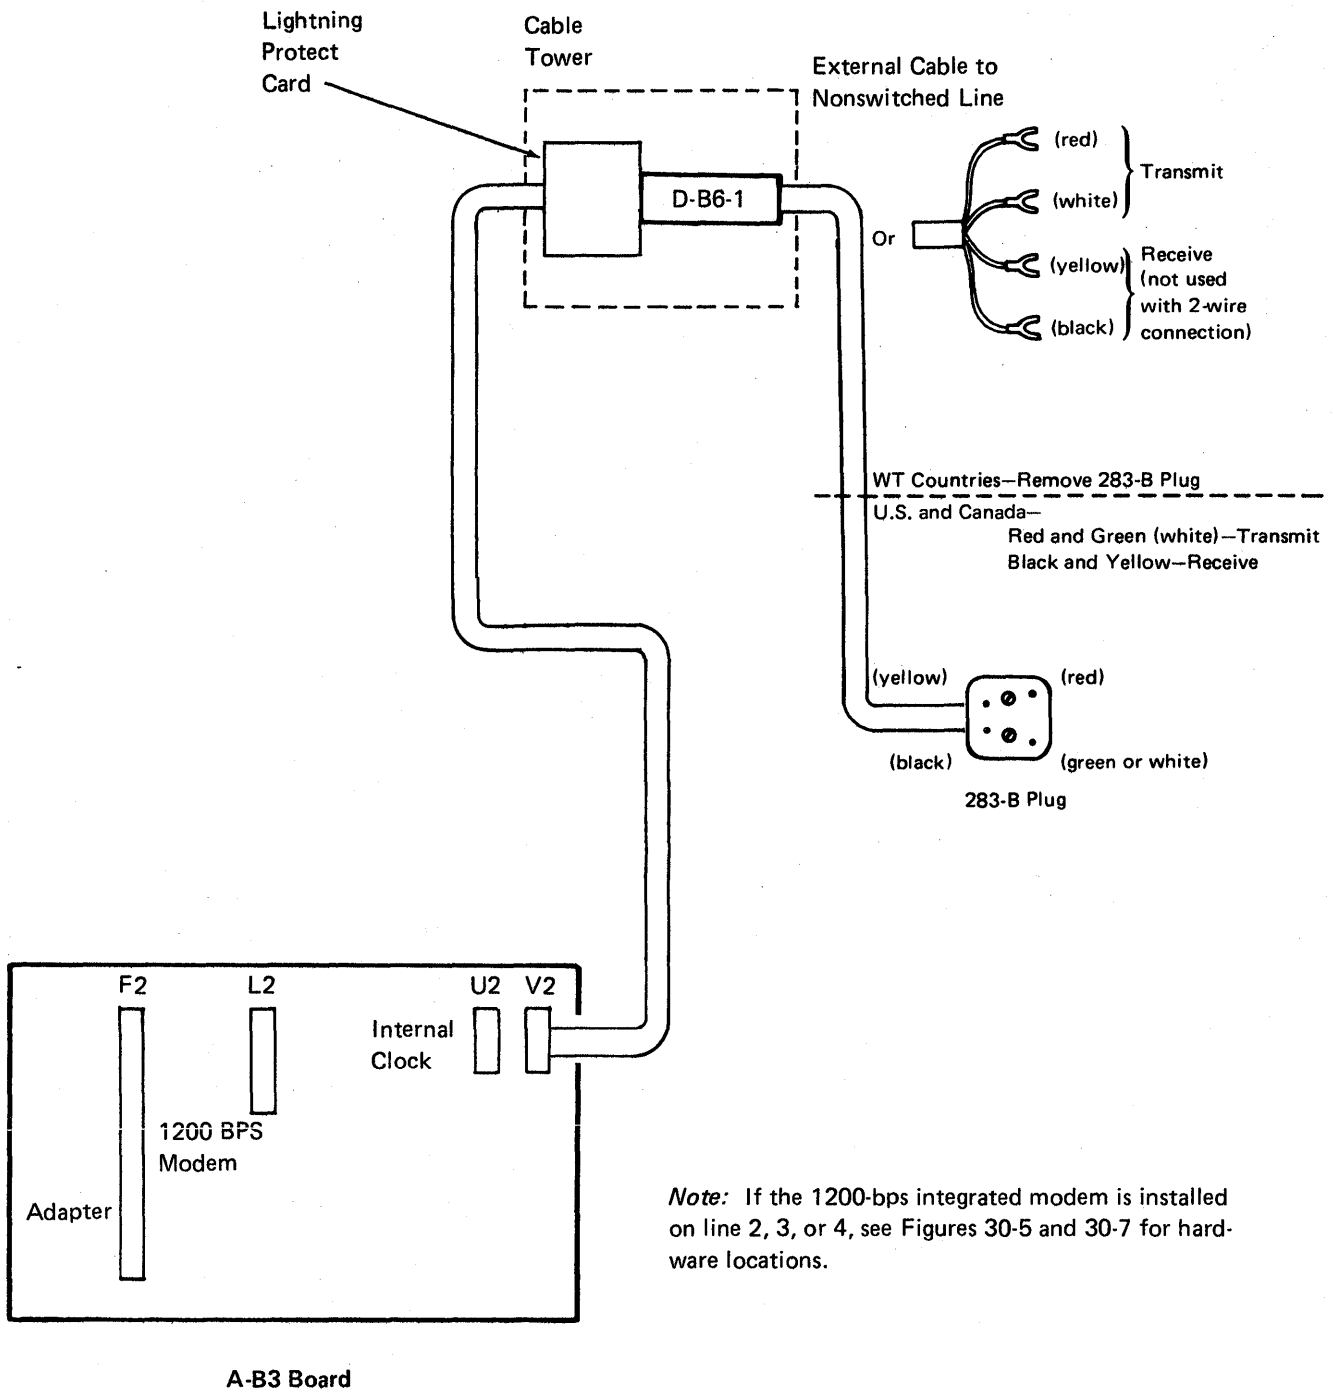 Lightning
Protect
Card
Cable
Tower
External Cable to
Nonswitched Line
D-B6-1
Or
(red)
(white)
Transmit
(yellow)
(black)
Receive
(not used
with 2-wire
connection)
WT Countries—Remove 283-B Plug
U.S. and Canada—
Red and Green (white)—Transmit
Black and Yellow—Receive
(yellow)
(red)
(black)
(green or white)
283-B Plug
F2
L2
U2
V2
Internal
Clock
1200 BPS
Modem
Adapter
Note: If the 1200-bps integrated modem is installed
on line 2, 3, or 4, see Figures 30-5 and 30-7 for hard-
ware locations.
A-B3 Board